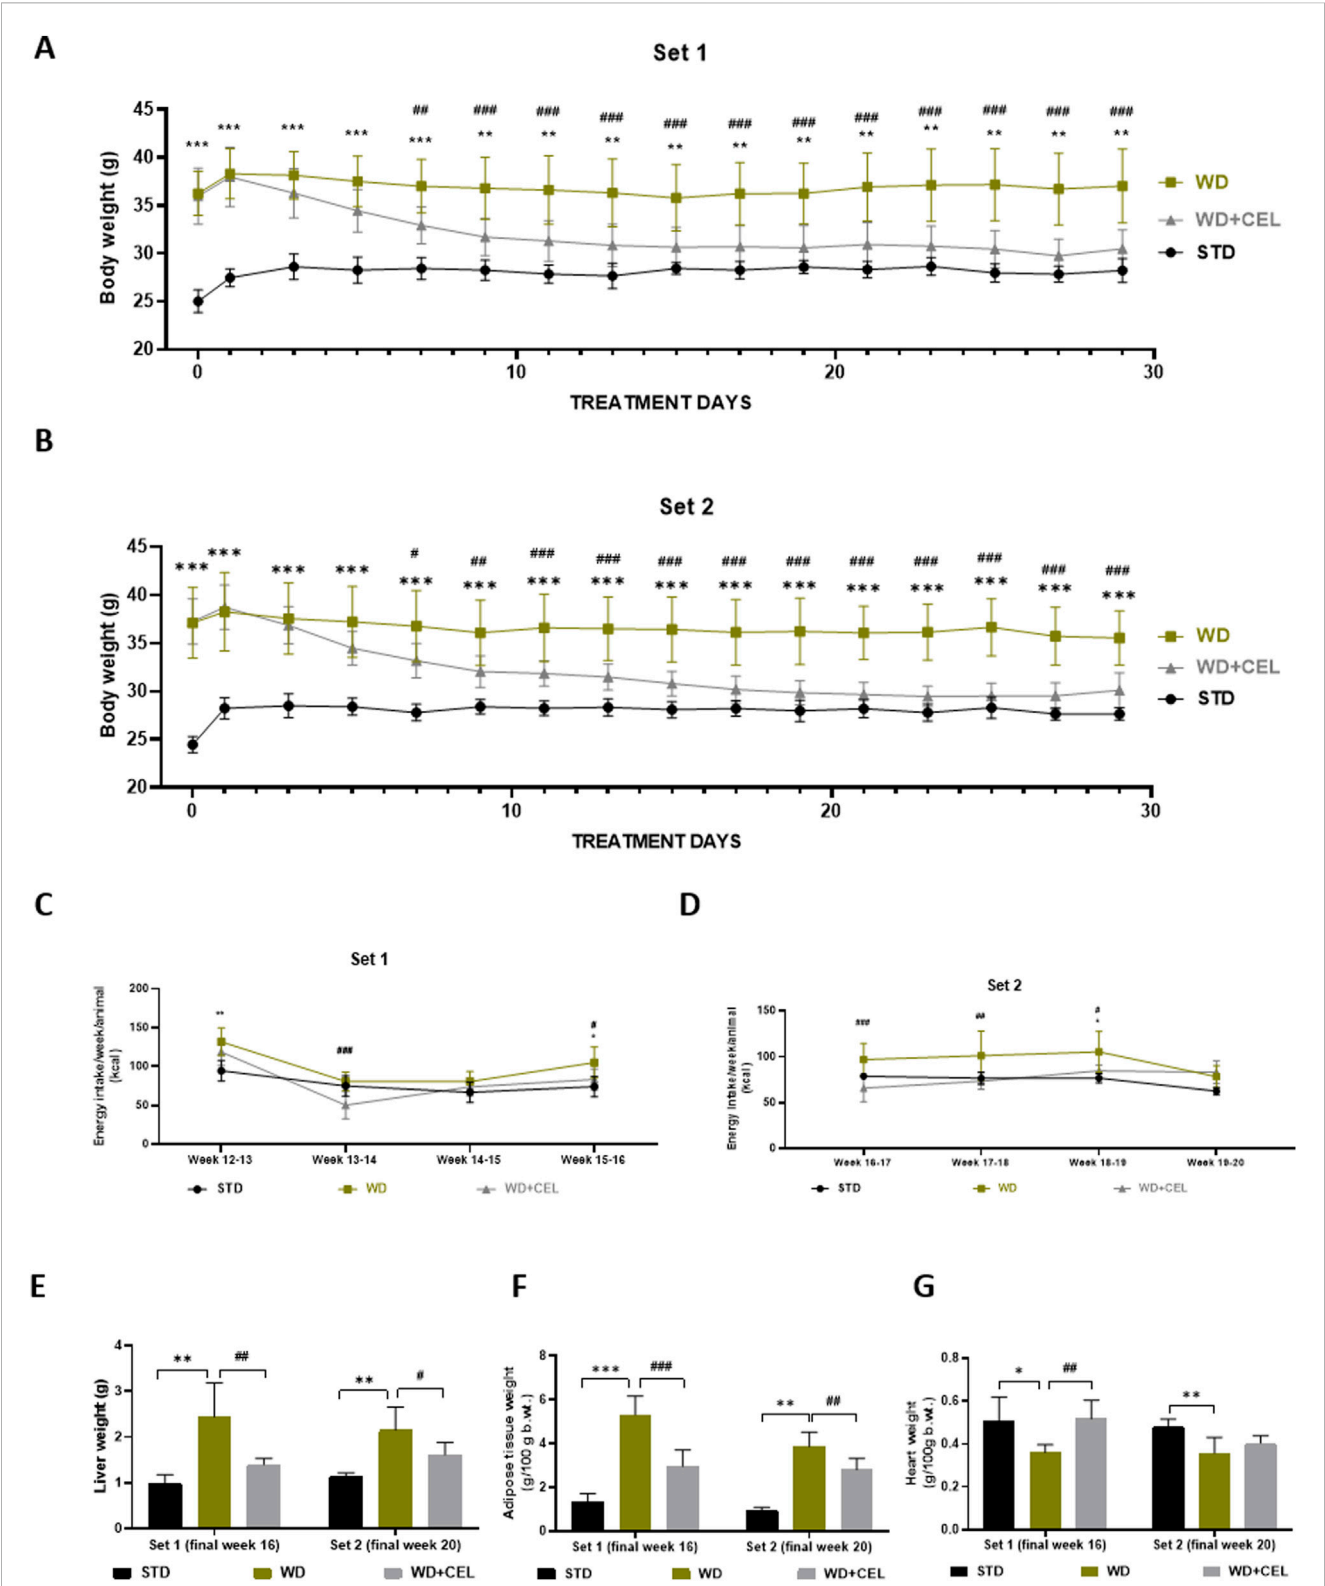 A
Set 1
## ### ### ### ### ### ### ### ### ### ### ###
*** *** *** *** *** ** ** ** ** ** ** ** ** ** ** **
45
40
35
30
25
20
Body weight (g)
WD
WD+CEL
STD
0 10 20 30
TREATMENT DAYS
B
Set 2
# ## ### ### ### ### ### ### ### ### ### ###
*** *** *** *** *** *** *** *** *** *** *** *** *** *** *** ***
45
40
35
30
25
20
Body weight (g)
WD
WD+CEL
STD
0 10 20 30
TREATMENT DAYS
C
Set 1
200
150
100
50
0
Energy intake/week/animal
(kcal)
** ### #
*
Week 12-13 Week 13-14 Week 14-15 Week 15-16
STD WD WD+CEL
D
Set 2
150
100
50
0
Energy Intake/week/animal
(kcal)
### ## #
*
Week 16-17 Week 17-18 Week 18-19 Week 19-20
STD WD WD+CEL
E
4
3
2
1
0
Liver weight (g)
** ## ** #
Set 1 (final week 16) Set 2 (final week 20)
STD WD WD+CEL
F
8
6
4
2
0
Adipose tissue weight
(g/100 g b.wt.)
*** ### ** ##
Set 1 (final week 16) Set 2 (final week 20)
STD WD WD+CEL
G
0.8
0.6
0.4
0.2
0.0
Heart weight
(g/100g b.wt.)
* ## **
Set 1 (final week 16) Set 2 (final week 20)
STD WD WD+CEL